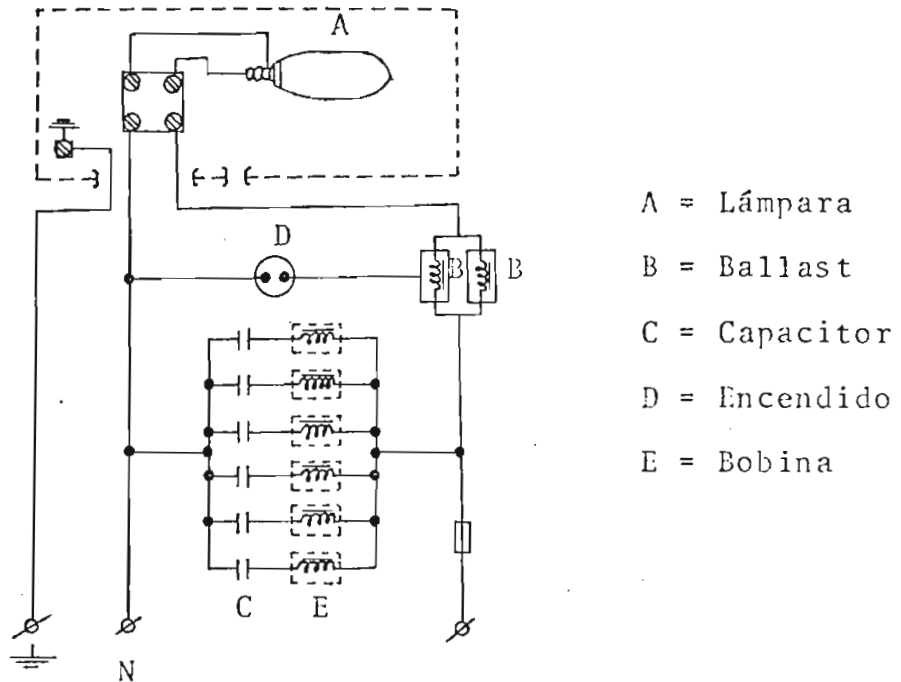 A
D
B
B
C
E
N
A = Lámpara
B = Ballast
C = Capacitor
D = Encendido
E = Bobina